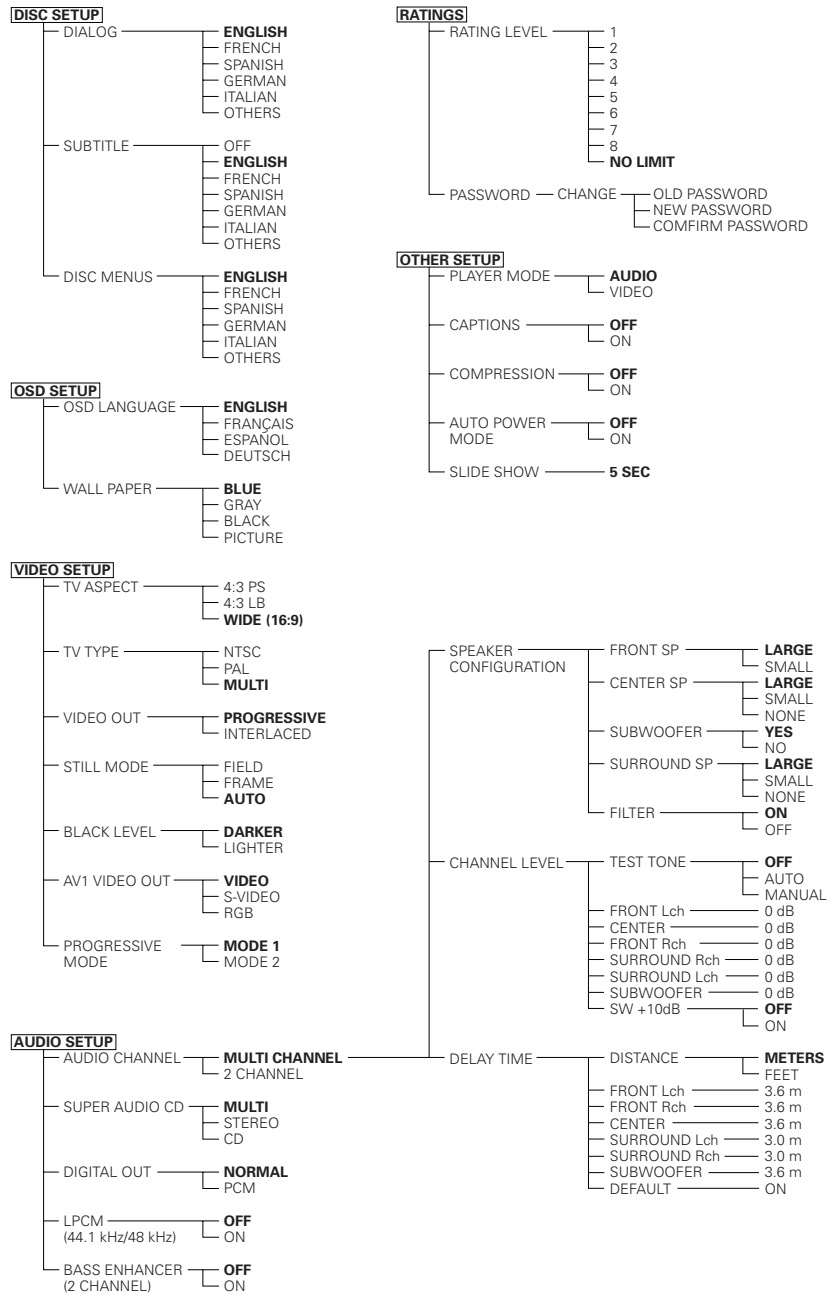 DISC SETUP
DIALOG
ENGLISH
FRENCH
SPANISH
GERMAN
ITALIAN
OTHERS
SUBTITLE
OFF
ENGLISH
FRENCH
SPANISH
GERMAN
ITALIAN
OTHERS
DISC MENUS
ENGLISH
FRENCH
SPANISH
GERMAN
ITALIAN
OTHERS
OSD SETUP
OSD LANGUAGE
ENGLISH
FRANÇAIS
ESPAÑOL
DEUTSCH
WALL PAPER
BLUE
GRAY
BLACK
PICTURE
VIDEO SETUP
TV ASPECT
4:3 PS
4:3 LB
WIDE (16:9)
TV TYPE
NTSC
PAL
MULTI
VIDEO OUT
PROGRESSIVE
INTERLACED
STILL MODE
FIELD
FRAME
AUTO
BLACK LEVEL
DARKER
LIGHTER
AV1 VIDEO OUT
VIDEO
S-VIDEO
RGB
PROGRESSIVE
MODE
MODE 1
MODE 2
AUDIO SETUP
AUDIO CHANNEL
MULTI CHANNEL
2 CHANNEL
SUPER AUDIO CD
MULTI
STEREO
CD
DIGITAL OUT
NORMAL
PCM
LPCM
(44.1 kHz/48 kHz)
OFF
ON
BASS ENHANCER
(2 CHANNEL)
OFF
ON
RATINGS
RATING LEVEL
1
2
3
4
5
6
7
8
NO LIMIT
PASSWORD
CHANGE
OLD PASSWORD
NEW PASSWORD
COMFIRM PASSWORD
OTHER SETUP
PLAYER MODE
AUDIO
VIDEO
CAPTIONS
OFF
ON
COMPRESSION
OFF
ON
AUTO POWER
MODE
OFF
ON
SLIDE SHOW
5 SEC
SPEAKER
CONFIGURATION
FRONT SP
LARGE
SMALL
CENTER SP
LARGE
SMALL
NONE
SUBWOOFER
YES
NO
SURROUND SP
LARGE
SMALL
NONE
FILTER
ON
OFF
CHANNEL LEVEL
TEST TONE
OFF
AUTO
MANUAL
FRONT Lch 0 dB
CENTER 0 dB
FRONT Rch 0 dB
SURROUND Rch 0 dB
SURROUND Lch 0 dB
SUBWOOFER 0 dB
SW +10dB
OFF
ON
DELAY TIME
DISTANCE
METERS
FEET
FRONT Lch 3.6 m
FRONT Rch 3.6 m
CENTER 3.6 m
SURROUND Lch 3.0 m
SURROUND Rch 3.0 m
SUBWOOFER 3.6 m
DEFAULT ON